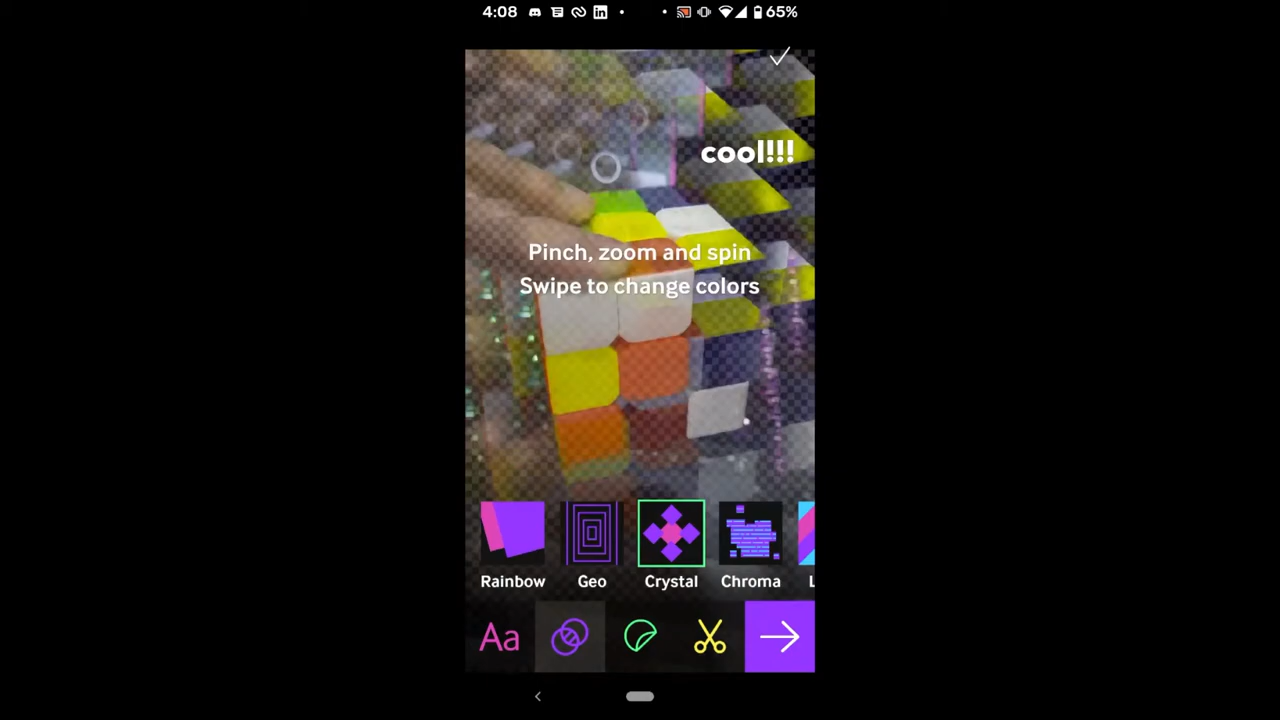 4:08
65%
cool!!!
Pinch, zoom and spin
Swipe to change colors
Rainbow
Geo
Crystal
Chroma
L
Aa